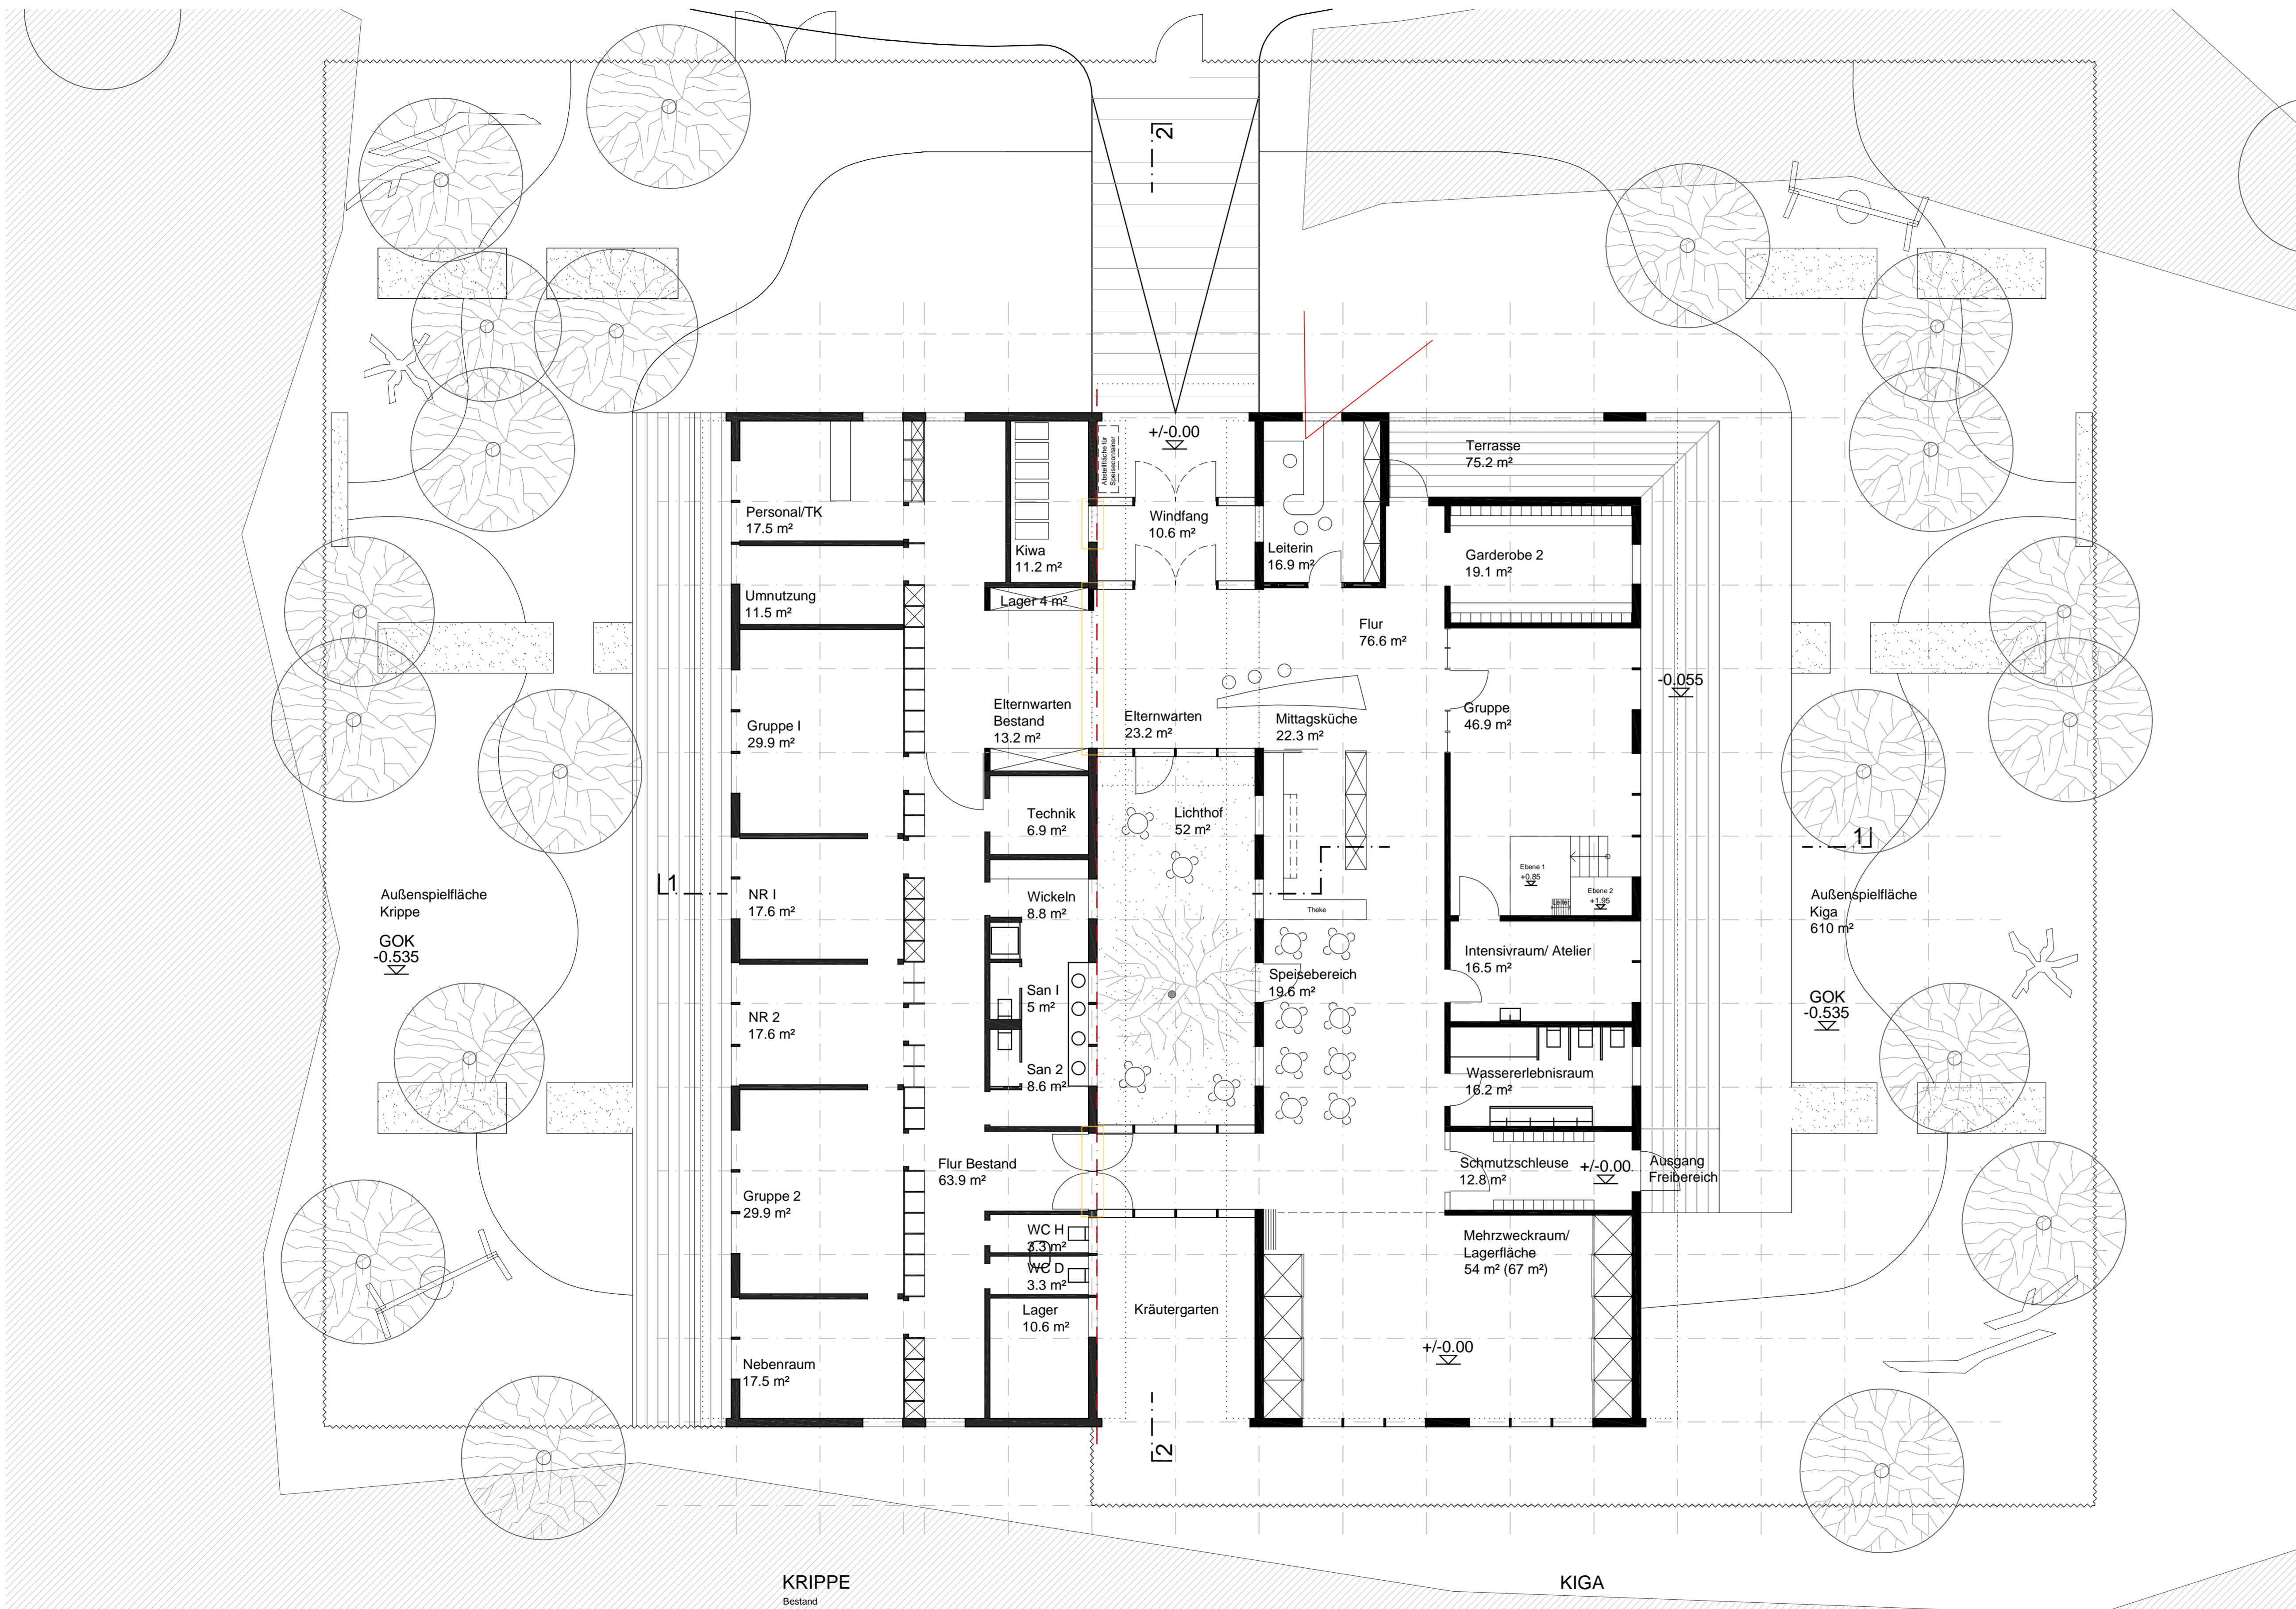 2
+/-0.00
Abstellfläche für
Speisecontainer
Terrasse
75.2 m²
Personal/TK
17.5 m²
Windfang
10.6 m²
Kiwa
11.2 m²
Leiterin
16.9 m²
Garderobe 2
19.1 m²
Umnutzung
11.5 m²
Lager 4 m²
Flur
76.6 m²
-0.055
Gruppe I
29.9 m²
Elternwarten
Bestand
13.2 m²
Elternwarten
23.2 m²
Mittagsküche
22.3 m²
Gruppe
46.9 m²
Technik
6.9 m²
Lichthof
52 m²
1
Ebene 1
+0.85
Ebene 2
+1.95
Leiter
1
Außenspielfläche
Krippe
GOK
-0.535
NR I
17.6 m²
Wickeln
8.8 m²
Theke
Außenspielfläche
Kiga
610 m²
GOK
-0.535
Intensivraum/ Atelier
16.5 m²
Speisebereich
19.6 m²
San I
5 m²
NR 2
17.6 m²
San 2
8.6 m²
Wassererlebnisraum
16.2 m²
Flur Bestand
63.9 m²
Schmutzschleuse
12.8 m²
+/-0.00
Ausgang
Freibereich
Gruppe 2
29.9 m²
WC H
3.3 m²
WC D
3.3 m²
Mehrzweckraum/
Lagerfläche
54 m² (67 m²)
Lager
10.6 m²
Kräutergarten
+/-0.00
Nebenraum
17.5 m²
2
KRIPPE
Bestand
KIGA